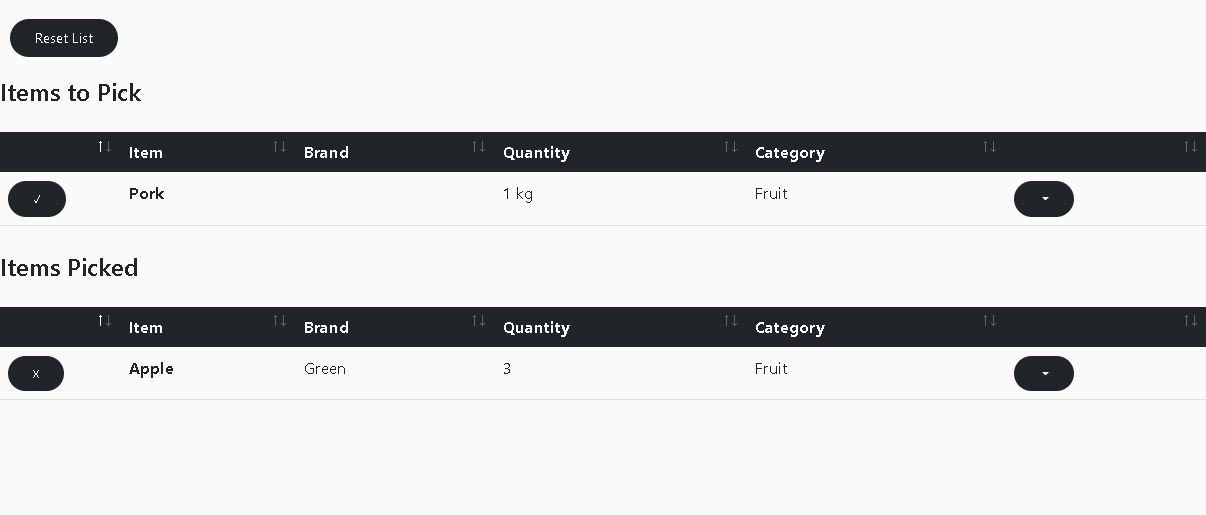 Reset List
Items to Pick
↑↓ Item ↑↓ Brand ↑↓ Quantity ↑↓ Category ↑↓ ↑↓
✓ Pork 1 kg Fruit
Items Picked
↑↓ Item ↑↓ Brand ↑↓ Quantity ↑↓ Category ↑↓ ↑↓
X Apple Green 3 Fruit